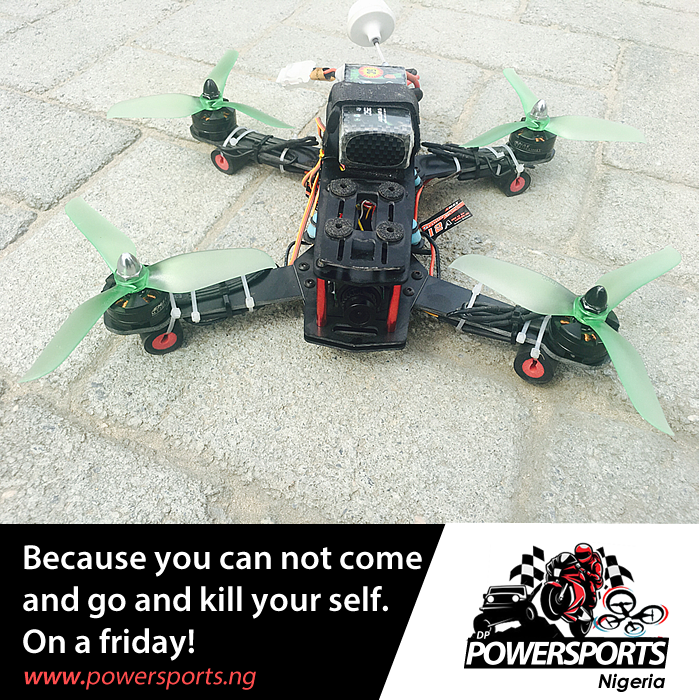 Because you can not come
and go and kill your self.
On a friday!
www.powersports.ng
DP
POWERSPORTS
Nigeria